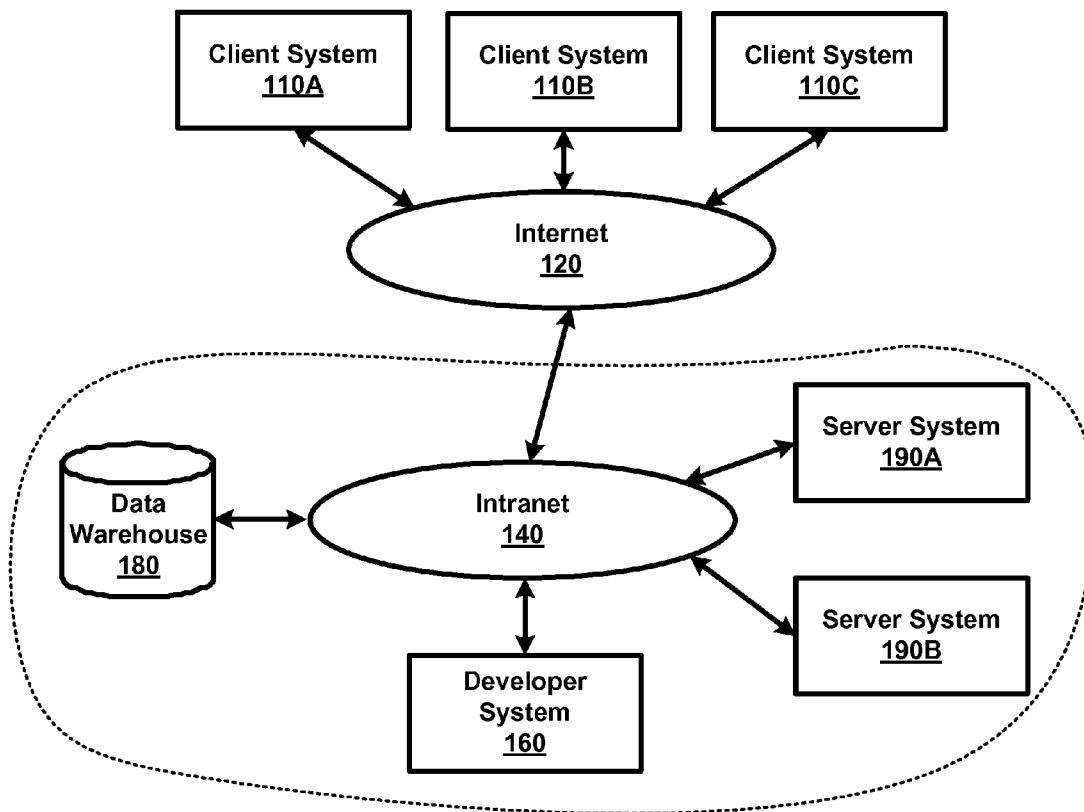 Client System
110A
Client System
110B
Client System
110C
Internet
120
Server System
190A
Data
Warehouse
180
Intranet
140
Server System
190B
Developer
System
160